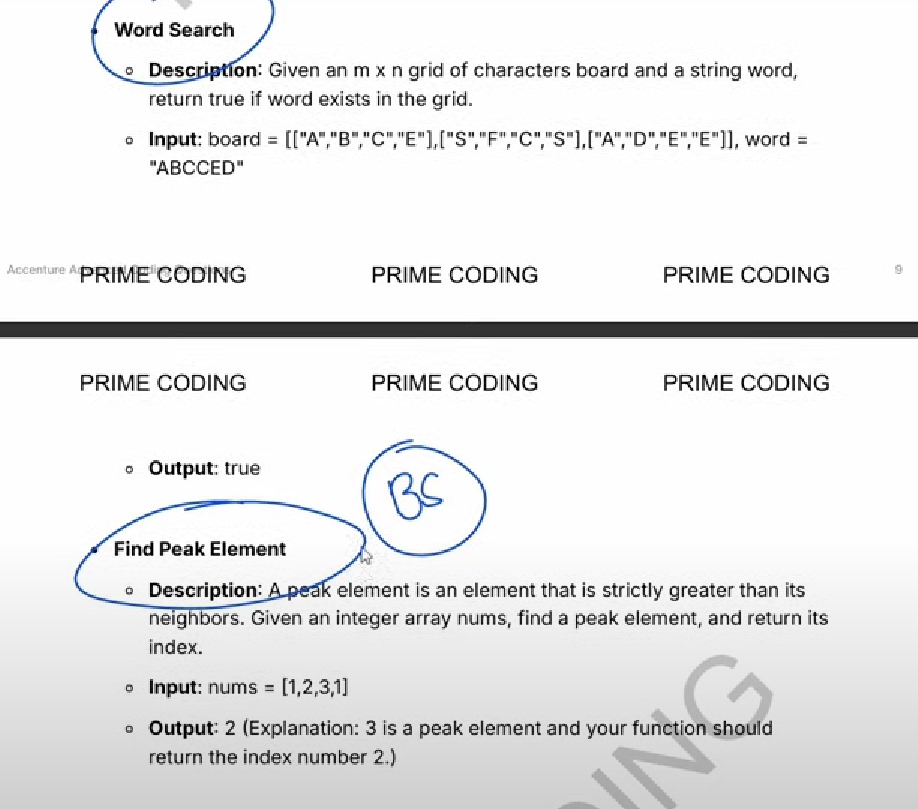 Word Search
Description: Given an m x n grid of characters board and a string word,
return true if word exists in the grid.
Input: board = [["A","B","C","E"],["S","F","C","S"],["A","D","E","E"]], word =
"ABCCED"
Accenture
PRIME CODING PRIME CODING PRIME CODING 9
PRIME CODING PRIME CODING PRIME CODING
Output: true
BS
Find Peak Element
Description: A peak element is an element that is strictly greater than its
neighbors. Given an integer array nums, find a peak element, and return its
index.
Input: nums = [1,2,3,1]
Output: 2 (Explanation: 3 is a peak element and your function should
return the index number 2.)
DING